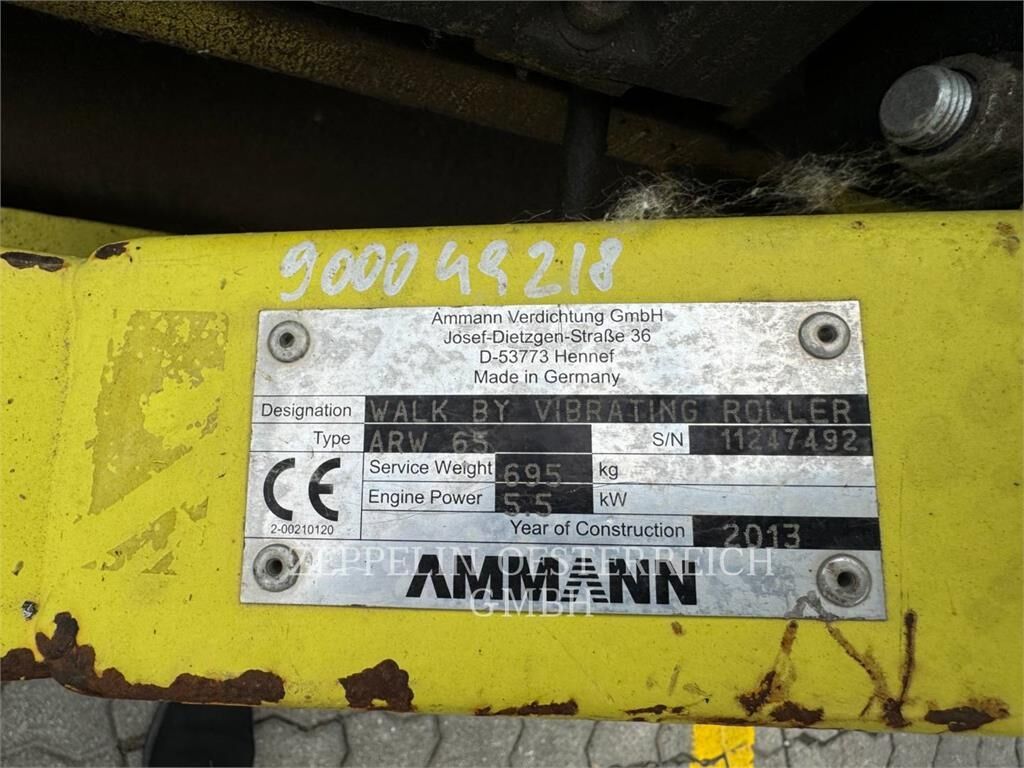 900049218
Ammann Verdichtung GmbH
Josef-Dietzgen-Straße 36
D-53773 Hennef
Made in Germany
Designation WALK BY VIBRATING ROLLER
Type ARW 65 S/N 11247492
CE Service Weight 695 kg
Engine Power 5.5 kW
2-00210120 Year of Construction 2013
AMMANN
ZEPPELIN OESTERREICH
GMBH